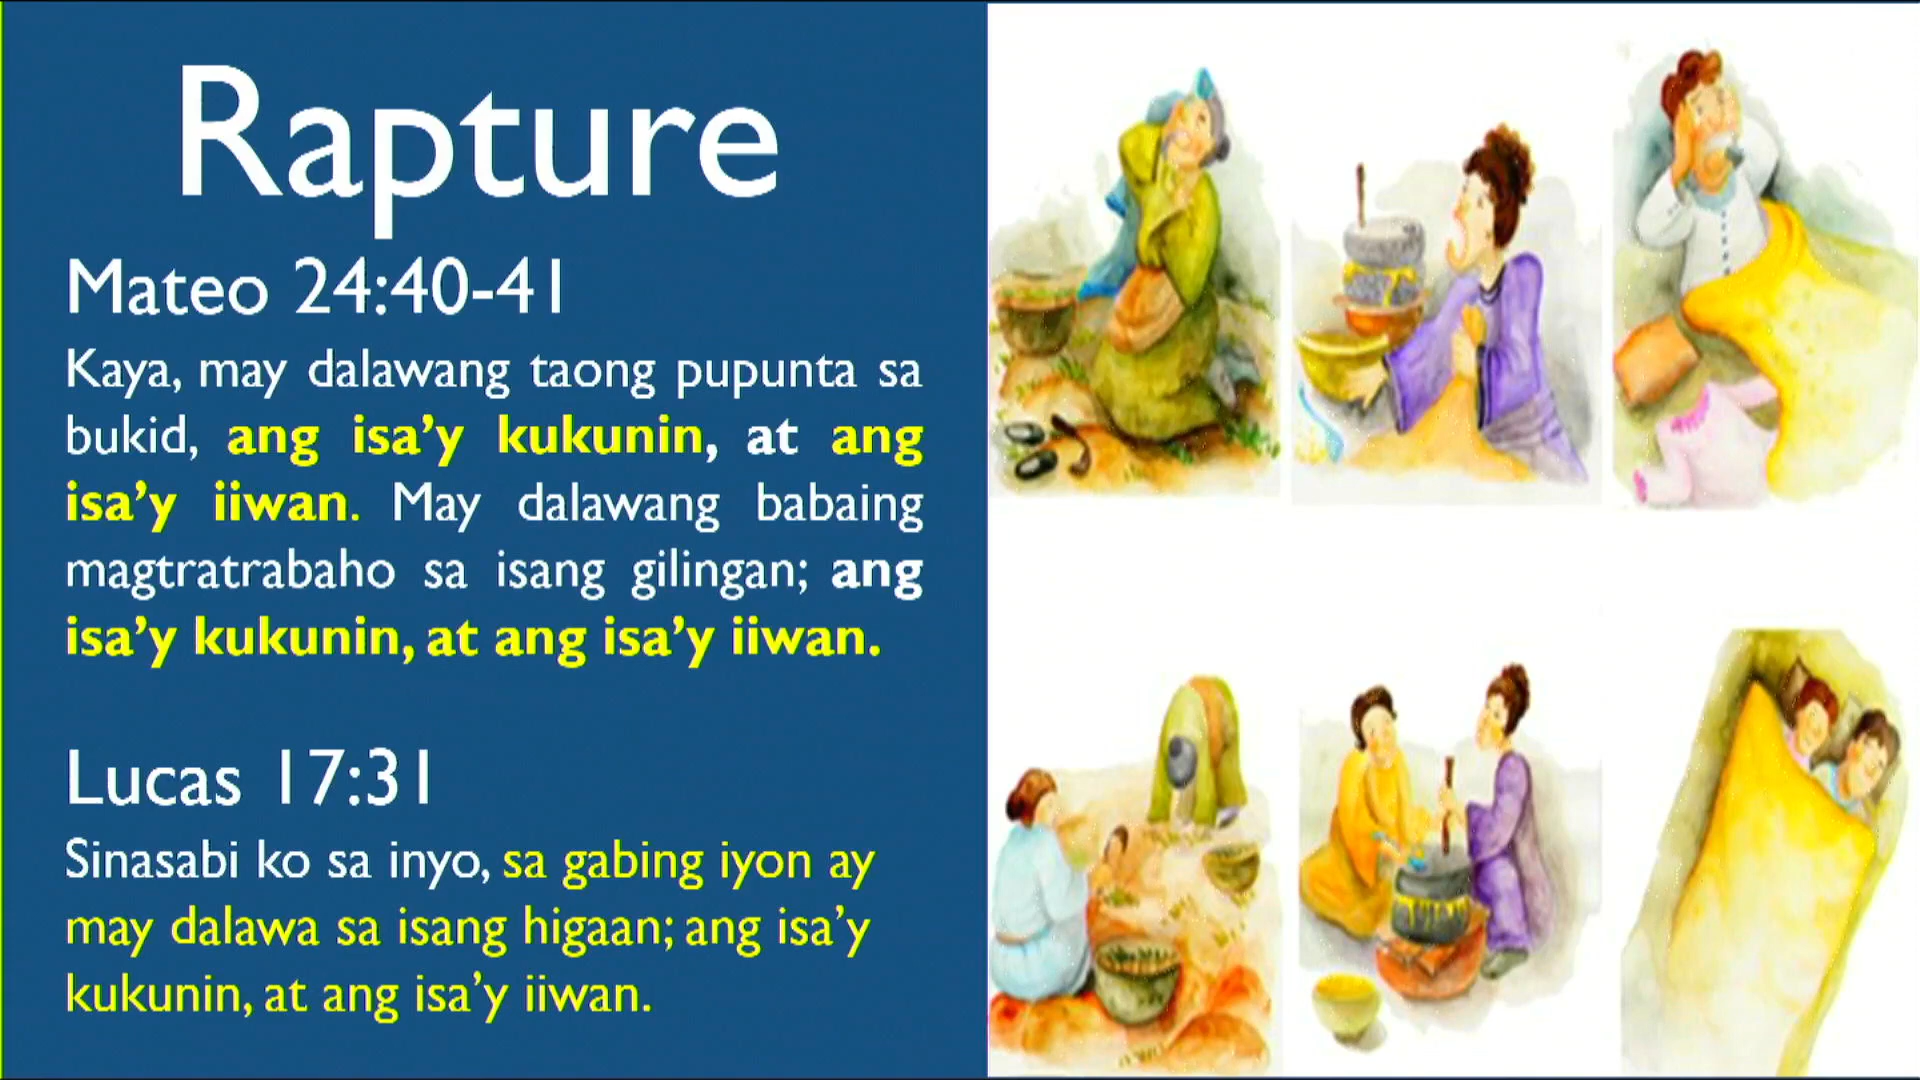 Rapture
Mateo 24:40-41
Kaya, may dalawang taong pupunta sa
bukid, ang isa'y kukunin, at ang
isa'y iiwan. May dalawang babaing
magtratrabaho sa isang gilingan; ang
isa'y kukunin, at ang isa'y iiwan.
Lucas 17:31
Sinasabi ko sa inyo, sa gabing iyon ay
may dalawa sa isang higaan; ang isa'y
kukunin, at ang isa'y iiwan.